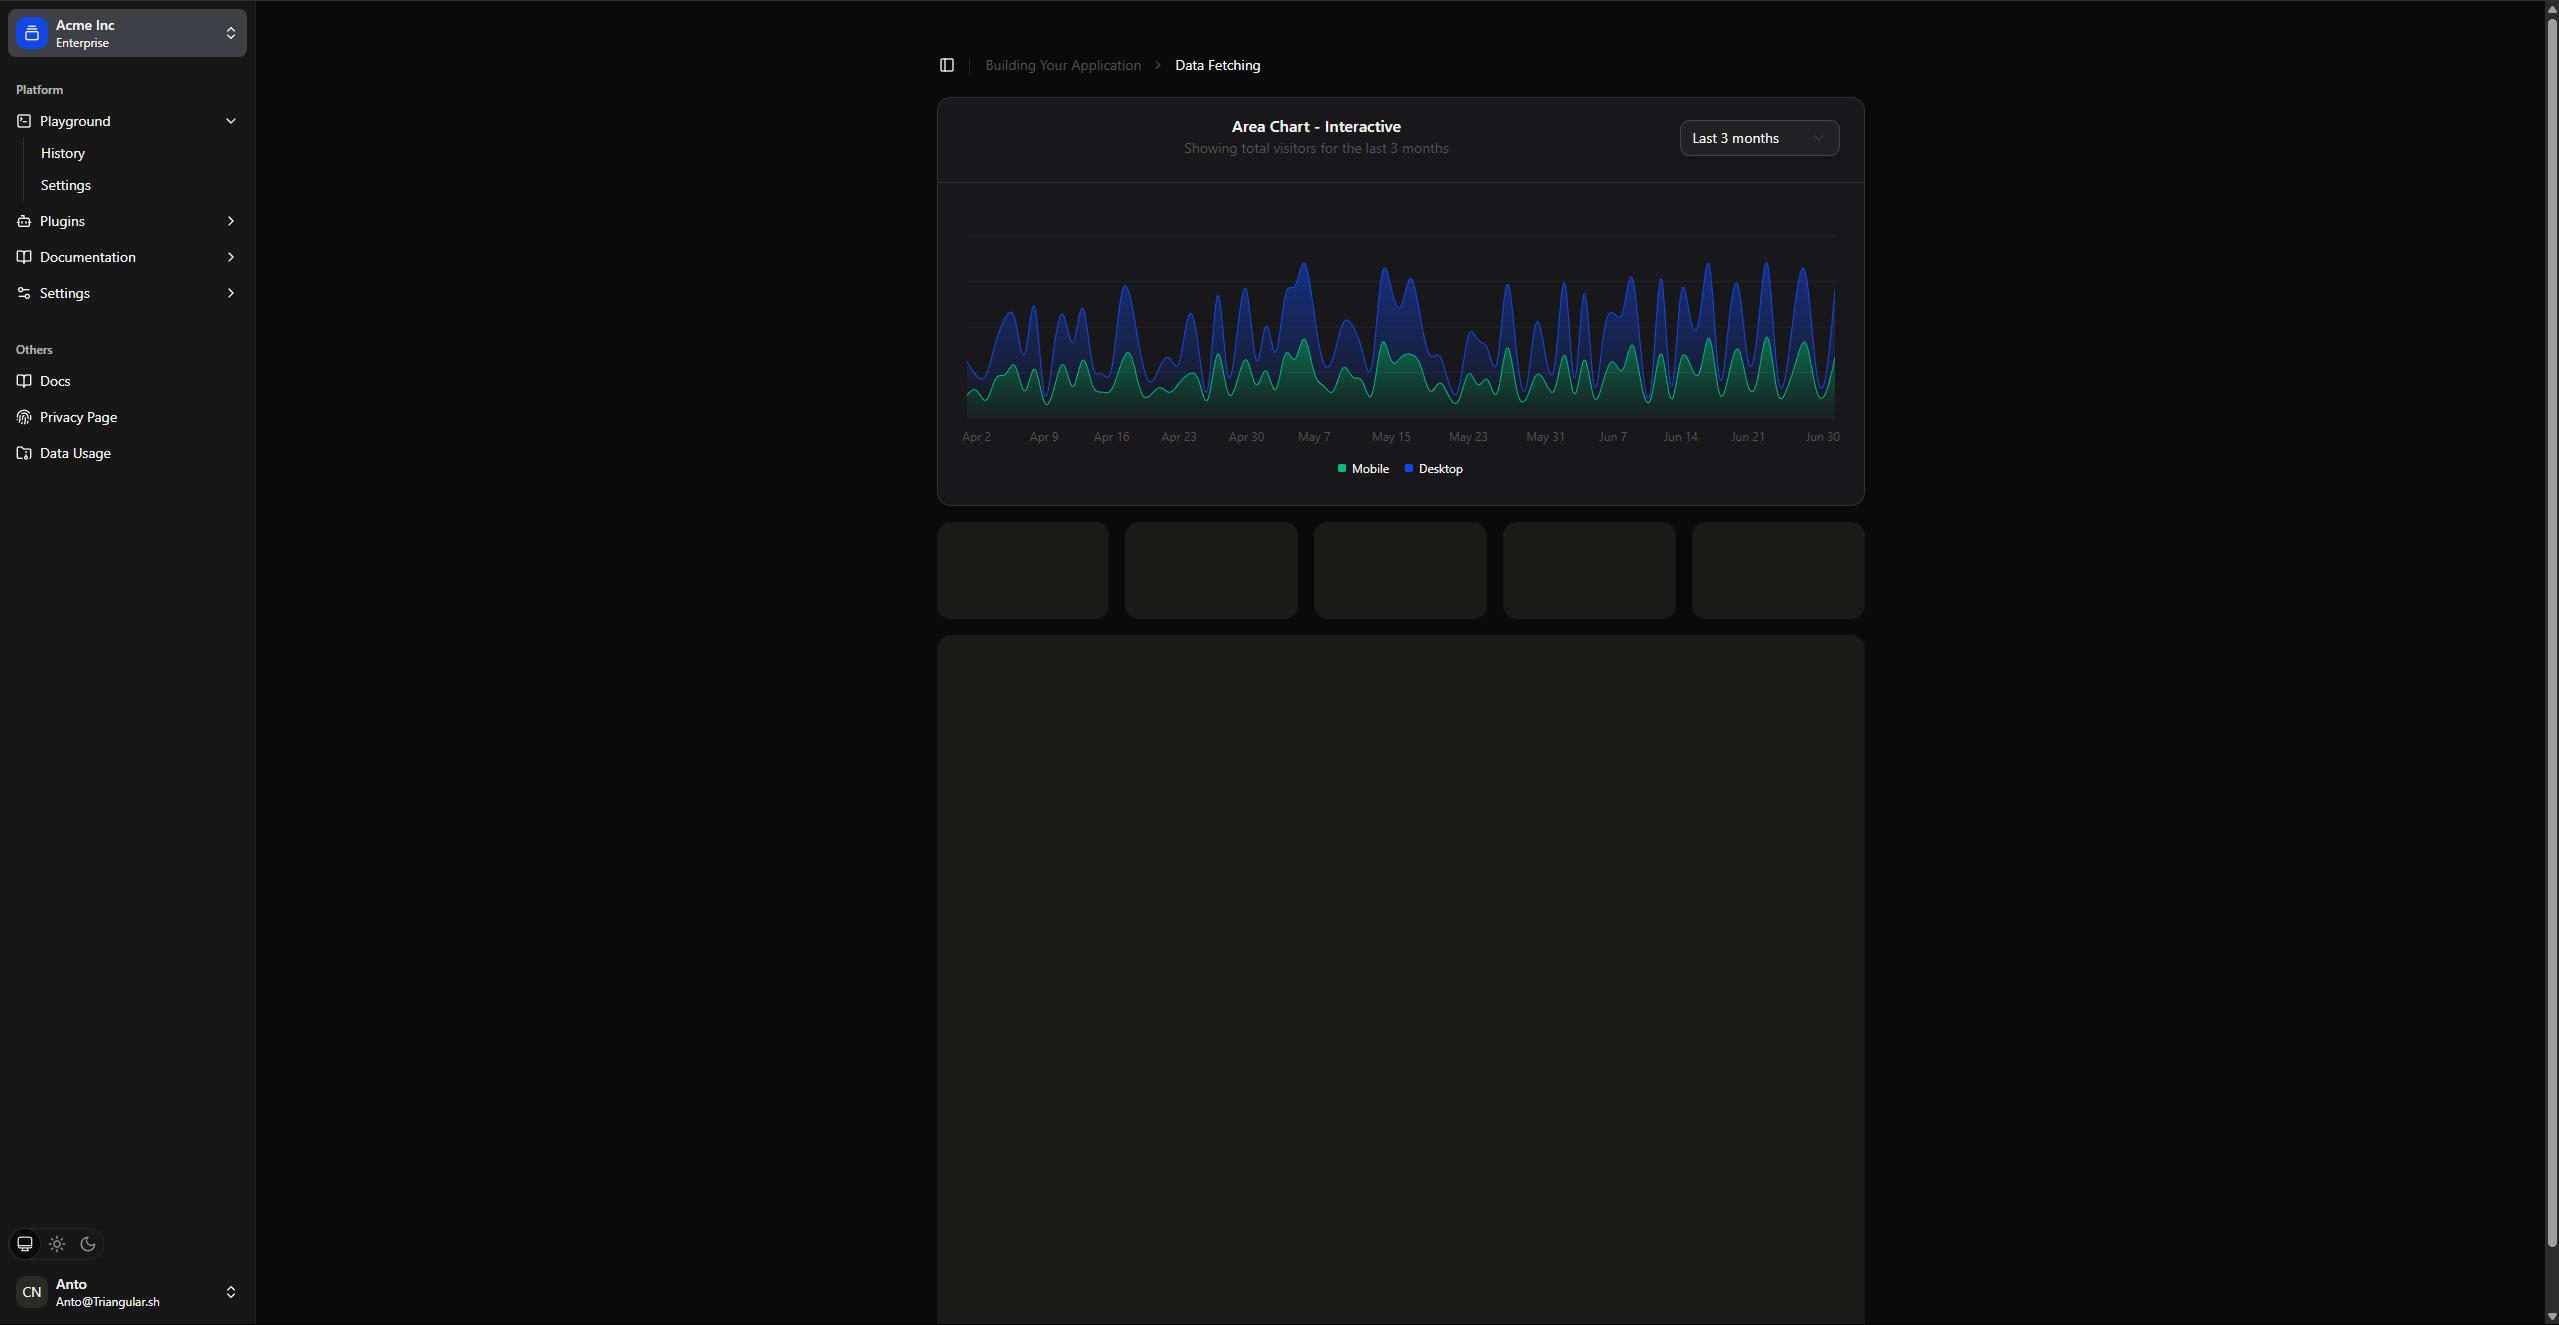 Acme Inc
Enterprise
Platform
Playground
History
Settings
Plugins
Documentation
Settings
Others
Docs
Privacy Page
Data Usage
CN
Anto
Anto@Triangular.sh
Building Your Application > Data Fetching
Area Chart - Interactive
Showing total visitors for the last 3 months
Last 3 months
Apr 2 Apr 9 Apr 16 Apr 23 Apr 30 May 7 May 15 May 23 May 31 Jun 7 Jun 14 Jun 21 Jun 30
Mobile Desktop